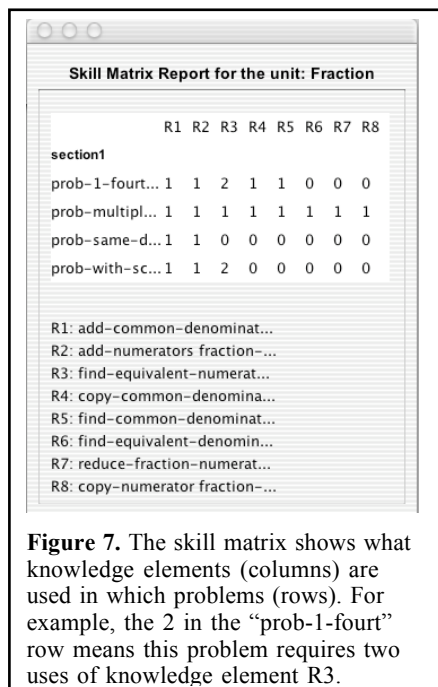 Skill Matrix Report for the unit: Fraction
R1 R2 R3 R4 R5 R6 R7 R8
section1
prob-1-fourt... 1 1 2 1 1 0 0 0
prob-multipl... 1 1 1 1 1 1 1 1
prob-same-d... 1 1 0 0 0 0 0 0
prob-with-sc... 1 1 2 0 0 0 0 0
R1: add-common-denominat...
R2: add-numerators fraction-...
R3: find-equivalent-numerat...
R4: copy-common-denomina...
R5: find-common-denominat...
R6: find-equivalent-denomin...
R7: reduce-fraction-numerat...
R8: copy-numerator fraction-...
Figure 7. The skill matrix shows what
knowledge elements (columns) are
used in which problems (rows). For
example, the 2 in the “prob-1-fourt”
row means this problem requires two
uses of knowledge element R3.